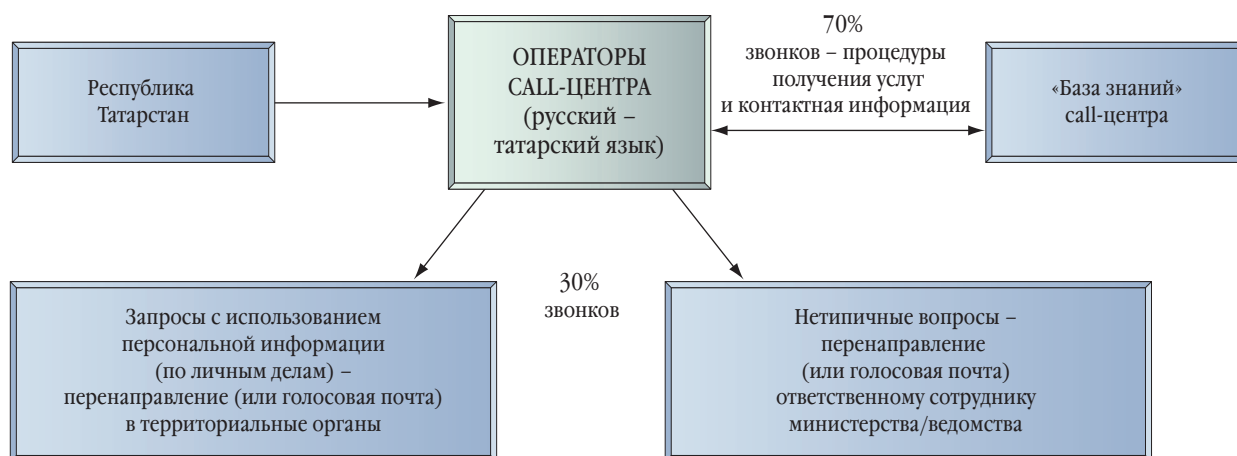 Республика
Татарстан
ОПЕРАТОРЫ
CALL-ЦЕНТРА
(русский –
татарский язык)
70%
звонков – процедуры
получения услуг
и контактная информация
«База знаний»
call-центра
Запросы с использованием
персональной информации
(по личным делам) –
перенаправление (или голосовая почта)
в территориальные органы
30%
звонков
Нетипичные вопросы –
перенаправление
(или голосовая почта)
ответственному сотруднику
министерства/ведомства